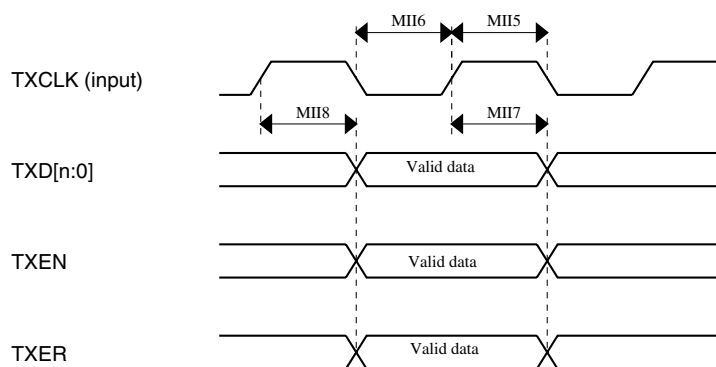 MII6 MII5
TXCLK (input)
MII8 MII7
TXD[n:0] Valid data
TXEN Valid data
TXER Valid data